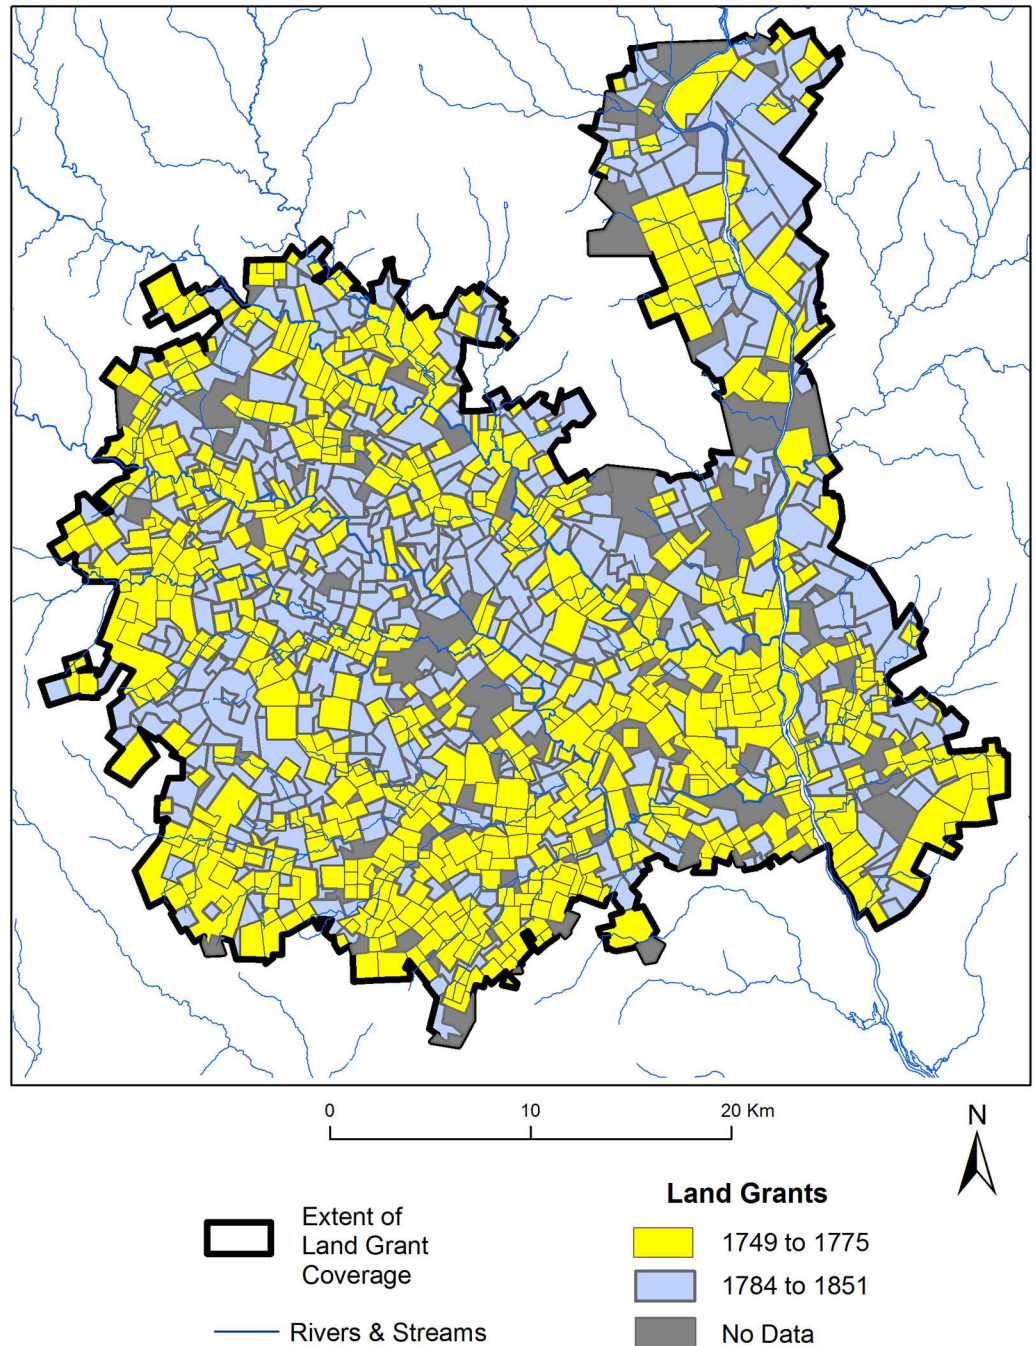 0 10 20 Km
N
Extent of
Land Grant
Coverage
Rivers & Streams
Land Grants
1749 to 1775
1784 to 1851
No Data